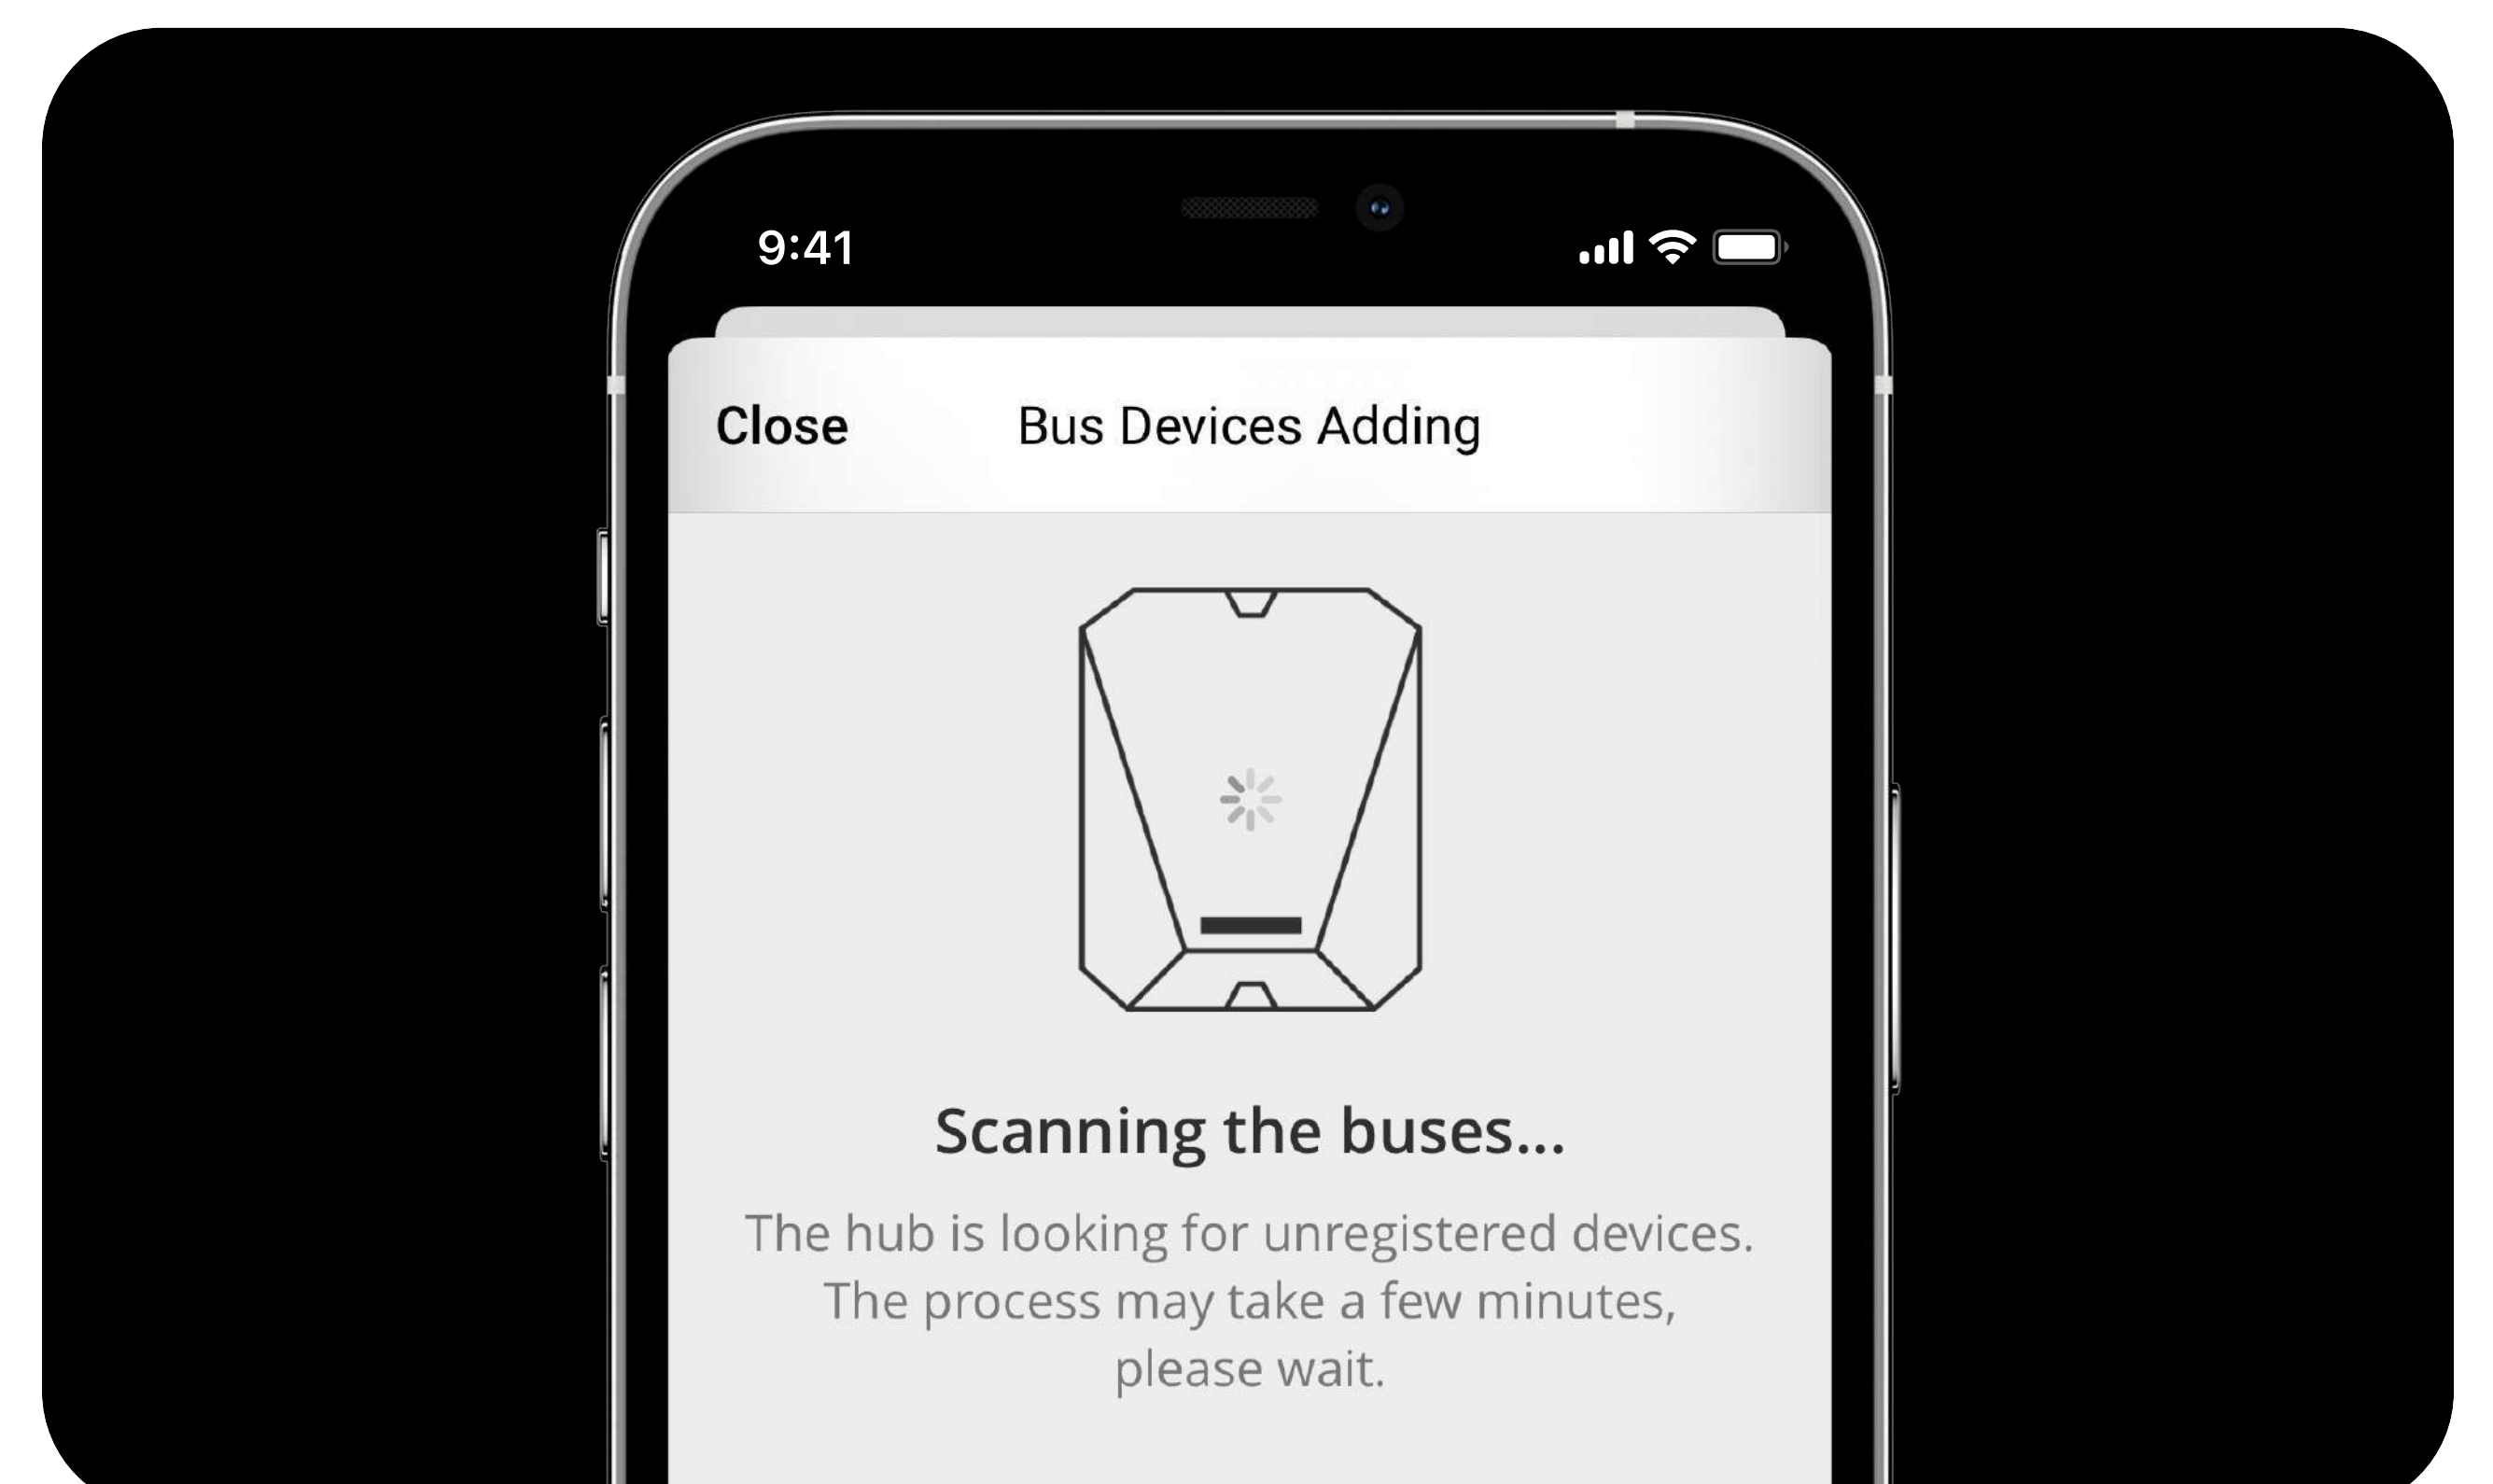 9:41
Close
Bus Devices Adding
Scanning the buses...
The hub is looking for unregistered devices.
The process may take a few minutes,
please wait.